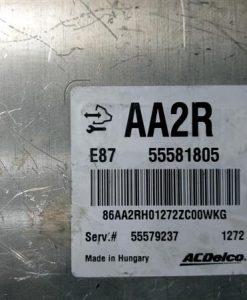 AA2R
E87 55581805
86AA2RH01272ZC00WKG
Serv.# 55579237 1272
Made in Hungary ACDelco